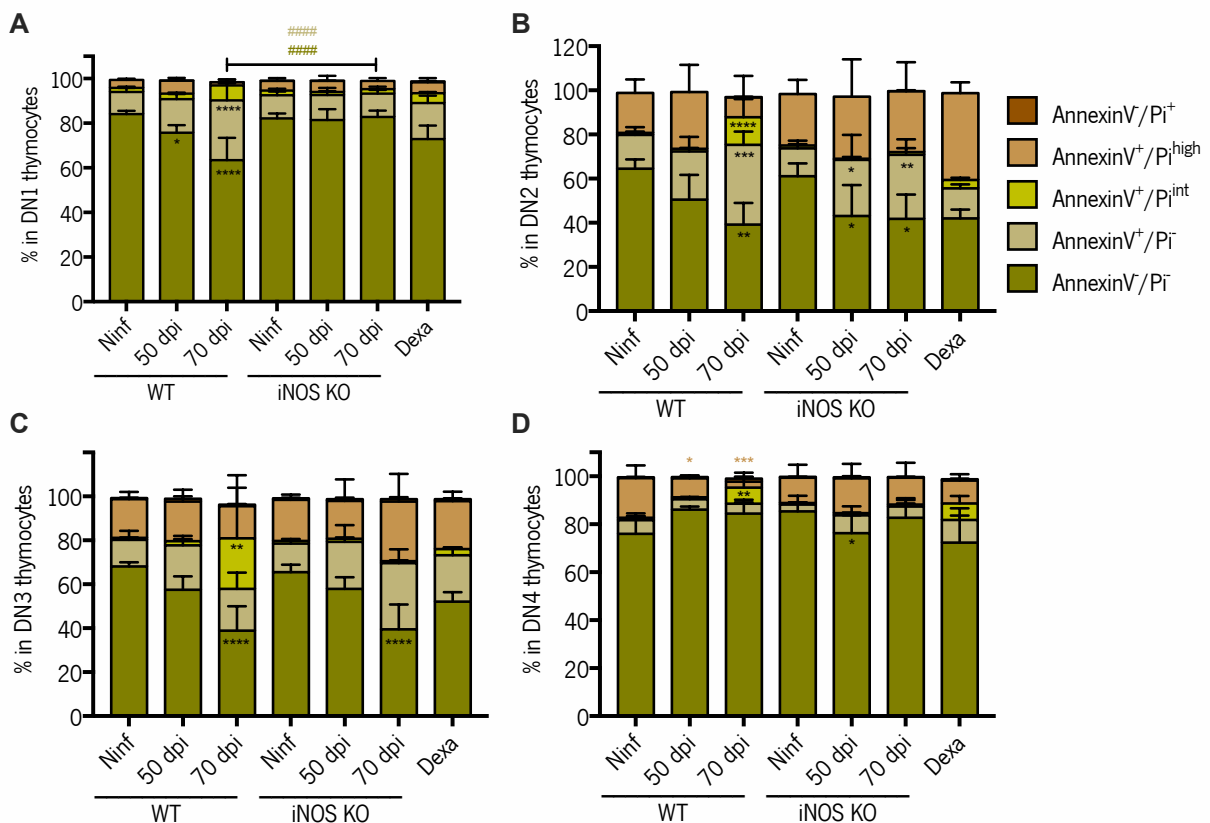 A
####
####
% in DN1 thymocytes
100
80
60
40
20
0
*
****
****
Ninf
50 dpi
70 dpi
Ninf
50 dpi
70 dpi
Dexa
WT
iNOS KO
B
% in DN2 thymocytes
120
100
80
60
40
20
0
****
***
**
*
*
**
*
Ninf
50 dpi
70 dpi
Ninf
50 dpi
70 dpi
Dexa
WT
iNOS KO
AnnexinV⁻/Pi⁺
AnnexinV⁺/Piʰⁱᵍʰ
AnnexinV⁺/Piⁱⁿᵗ
AnnexinV⁺/Pi⁻
AnnexinV⁻/Pi⁻
C
% in DN3 thymocytes
100
80
60
40
20
0
**
****
****
Ninf
50 dpi
70 dpi
Ninf
50 dpi
70 dpi
Dexa
WT
iNOS KO
D
% in DN4 thymocytes
100
80
60
40
20
0
*
***
**
*
Ninf
50 dpi
70 dpi
Ninf
50 dpi
70 dpi
Dexa
WT
iNOS KO